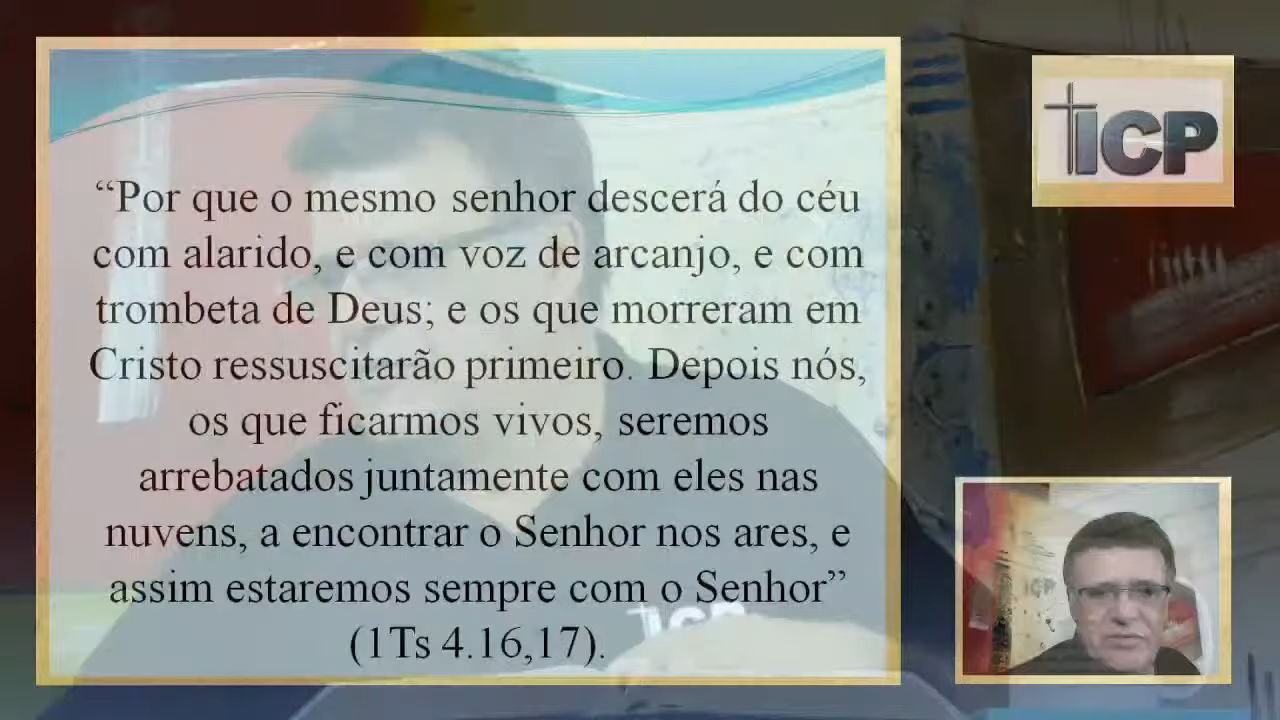 “Por que o mesmo senhor descerá do céu
com alarido, e com voz de arcanjo, e com
trombeta de Deus; e os que morreram em
Cristo ressuscitarão primeiro. Depois nós,
os que ficarmos vivos, seremos
arrebatados juntamente com eles nas
nuvens, a encontrar o Senhor nos ares, e
assim estaremos sempre com o Senhor”
(1Ts 4.16,17).
ICP
ICP
ICP